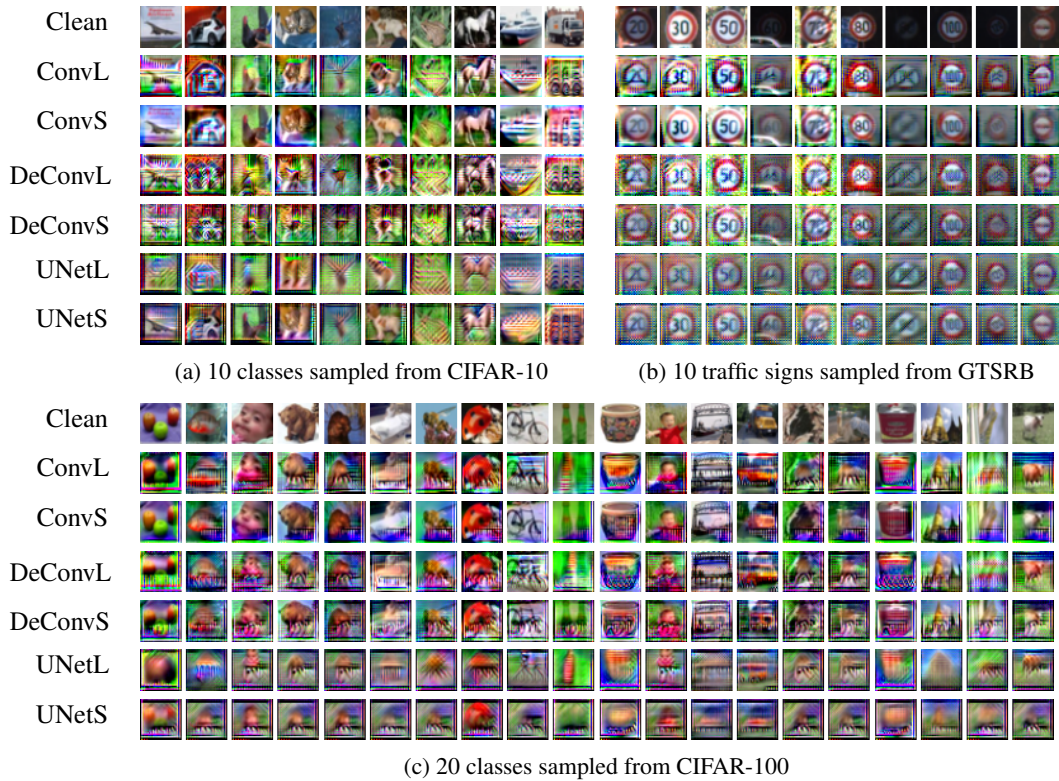 Clean
ConvL
ConvS
DeConvL
DeConvS
UNetL
UNetS
(a) 10 classes sampled from CIFAR-10
(b) 10 traffic signs sampled from GTSRB
Clean
ConvL
ConvS
DeConvL
DeConvS
UNetL
UNetS
(c) 20 classes sampled from CIFAR-100